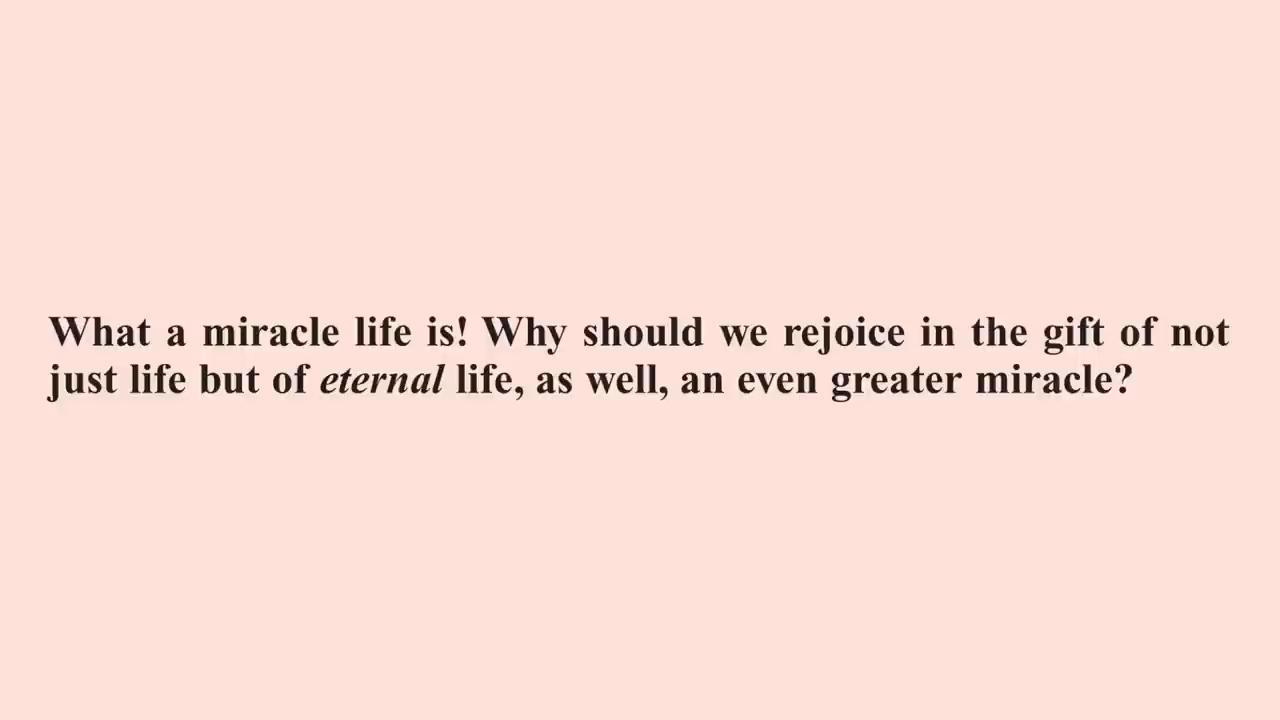 What a miracle life is! Why should we rejoice in the gift of not
just life but of eternal life, as well, an even greater miracle?